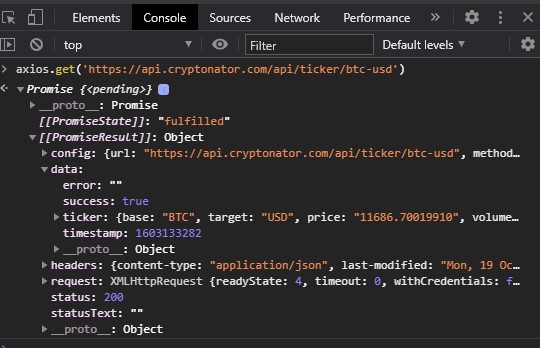 Elements Console Sources Network Performance »
top Filter Default levels
> axios.get('https://api.cryptonator.com/api/ticker/btc-usd')
Promise {<pending>} i
__proto__: Promise
[[PromiseState]]: "fulfilled"
[[PromiseResult]]: Object
config: {url: "https://api.cryptonator.com/api/ticker/btc-usd", method…
data:
error: ""
success: true
ticker: {base: "BTC", target: "USD", price: "11686.70019910", volume…
timestamp: 1603133282
__proto__: Object
headers: {content-type: "application/json", last-modified: "Mon, 19 Oc…
request: XMLHttpRequest {readyState: 4, timeout: 0, withCredentials: f…
status: 200
statusText: ""
__proto__: Object
>